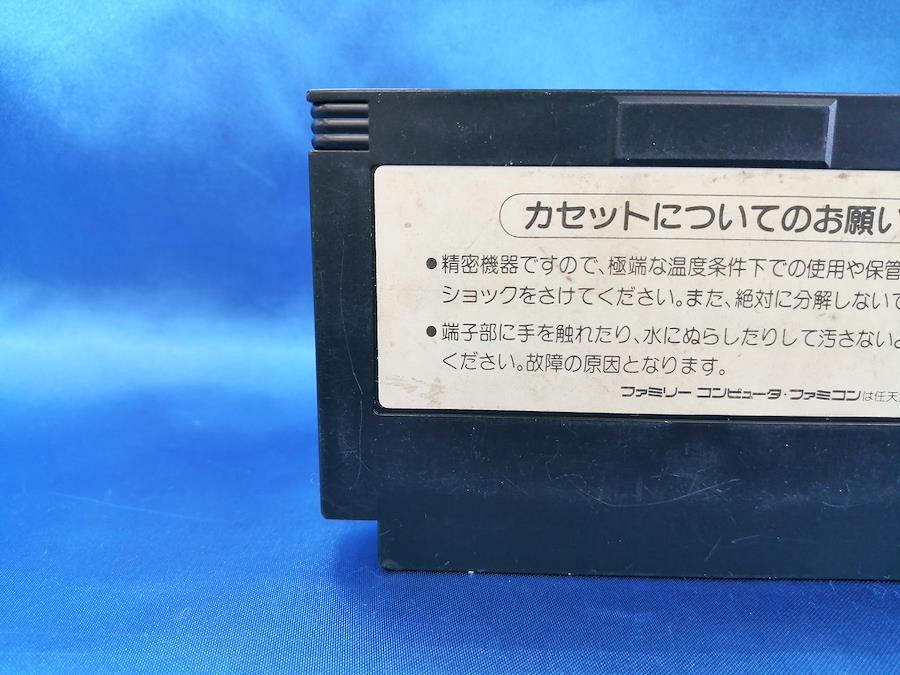 カセットについてのお願い
●精密機器ですので、極端な温度条件下での使用や保管
ショックをさけてください。また、絶対に分解しないで
●端子部に手を触れたり、水にぬらしたりして汚さない
ください。故障の原因となります。
ファミリー コンピュータ・ファミコンは任天